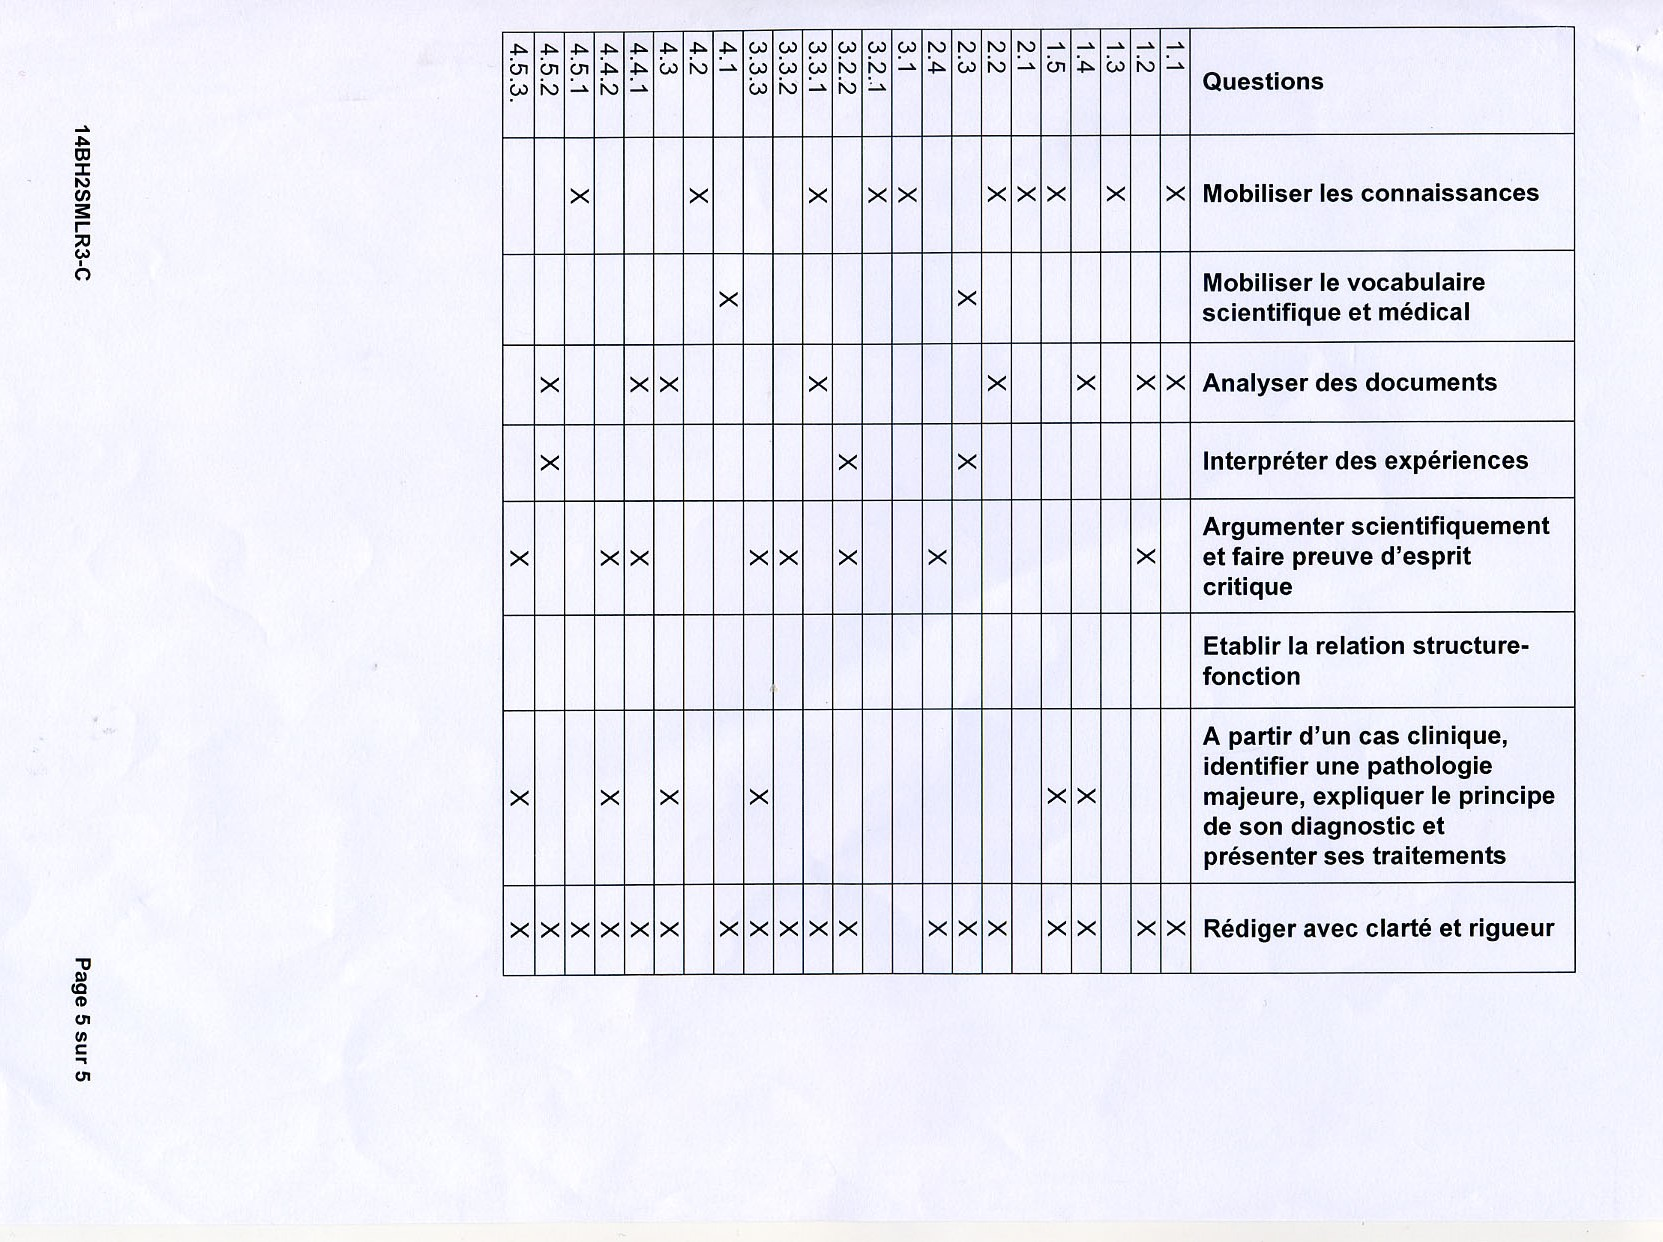 Questions 1.1 1.2 1.3 1.4 1.5 2.1 2.2 2.3 2.4 3.1 3.2.1 3.2.2 3.3.1 3.3.2 3.3.3 4.1 4.2 4.3 4.4.1 4.4.2 4.5.1 4.5.2 4.5.3.
Mobiliser les connaissances X X X X X X X X X X
Mobiliser le vocabulaire
scientifique et médical X X
Analyser des documents X X X X X X X X
Interpréter des expériences X X X
Argumenter scientifiquement
et faire preuve d'esprit X X X X X X X X
critique
Etablir la relation structure-
fonction
A partir d'un cas clinique,
identifier une pathologie
majeure, expliquer le principe X X X X X X
de son diagnostic et
présenter ses traitements
Rédiger avec clarté et rigueur X X X X X X X X X X X X X X X X X X
14BH2SMLR3-C
Page 5 sur 5